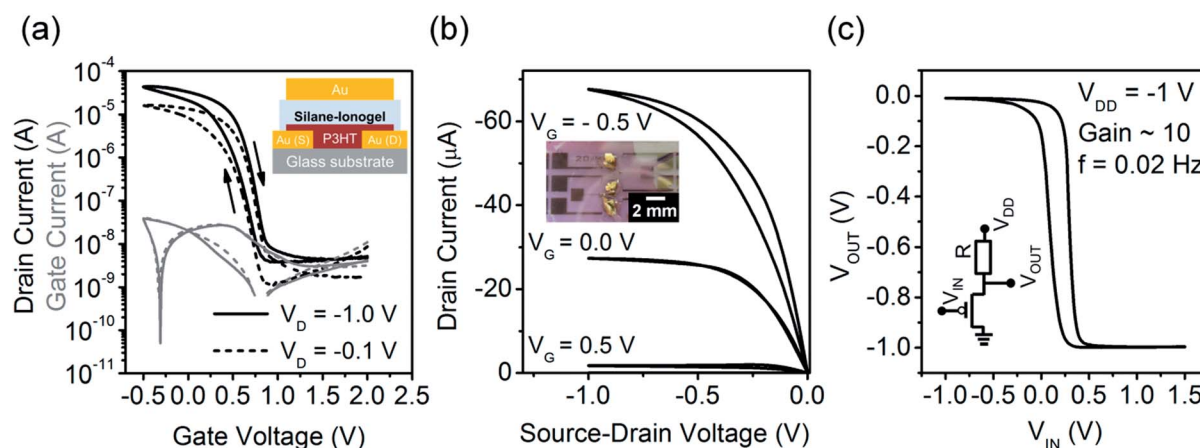 (a)
10⁻⁴
10⁻⁵
10⁻⁶
10⁻⁷
10⁻⁸
10⁻⁹
10⁻¹⁰
10⁻¹¹
Drain Current (A)
Gate Current (A)
Au
Silane-Ionogel
Au (S) P3HT Au (D)
Glass substrate
V_D = -1.0 V
V_D = -0.1 V
-0.5 0.0 0.5 1.0 1.5 2.0 2.5
Gate Voltage (V)
(b)
-60
-40
-20
0
Drain Current (µA)
V_G = - 0.5 V
2 mm
V_G = 0.0 V
V_G = 0.5 V
-1.0 -0.5 0.0
Source-Drain Voltage (V)
(c)
0.0
-0.2
-0.4
-0.6
-0.8
-1.0
V_OUT (V)
V_DD = -1 V
Gain ~ 10
f = 0.02 Hz
V_DD
R
V_OUT
V_IN
-1.0 -0.5 0.0 0.5 1.0 1.5
V_IN (V)